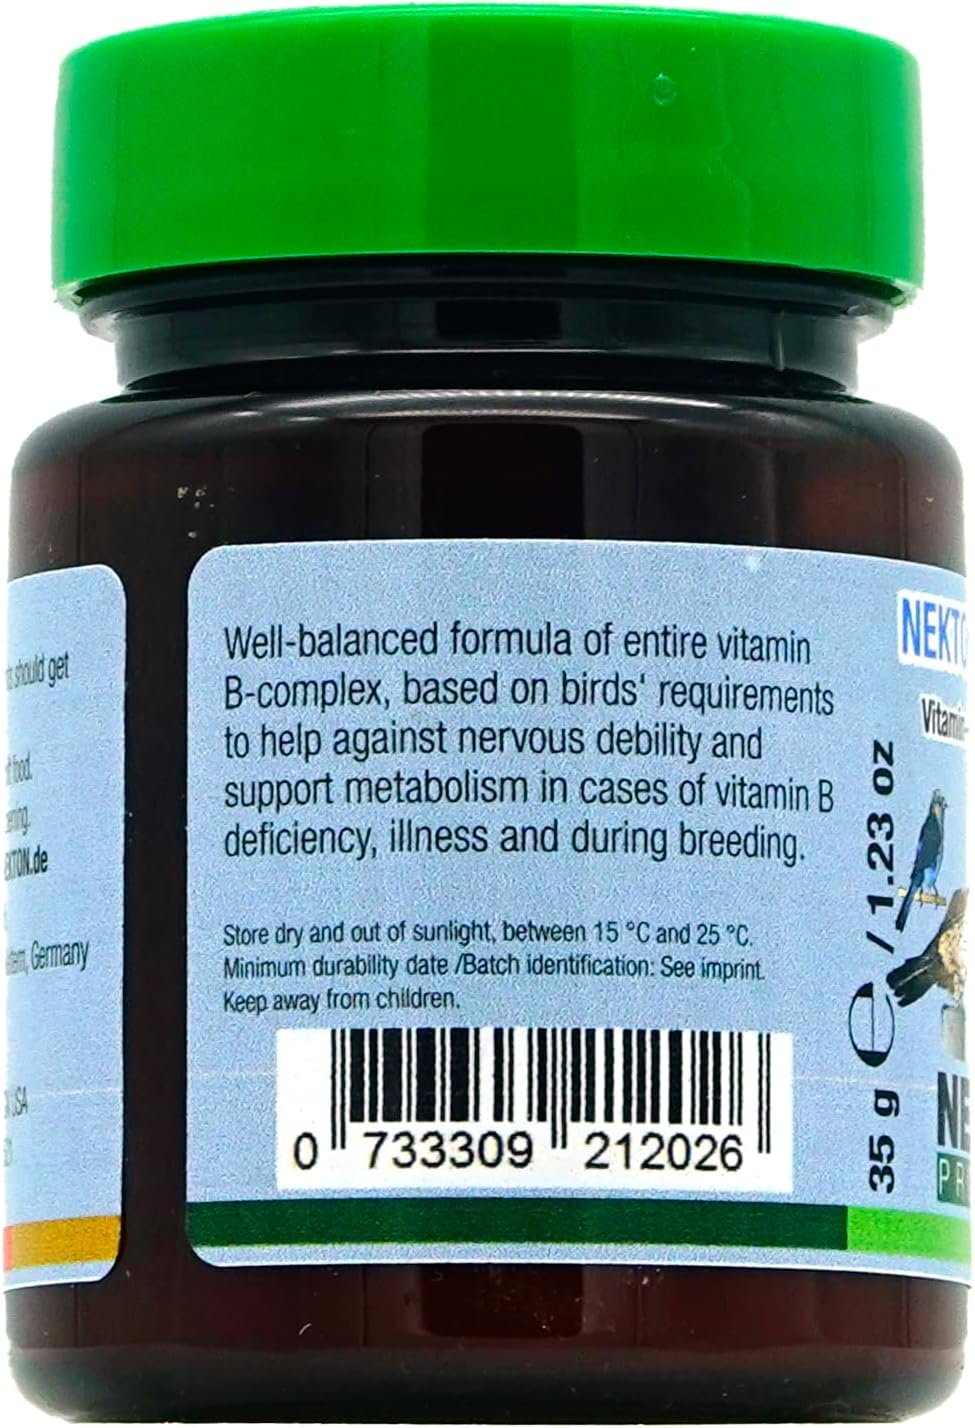 should get
food.
Germany
USA
Well-balanced formula of entire vitamin
B-complex, based on birds' requirements
to help against nervous debility and
support metabolism in cases of vitamin B
deficiency, illness and during breeding.
Store dry and out of sunlight, between 15 °C and 25 °C.
Minimum durability date /Batch identification: See imprint.
Keep away from children.
0 733309 212026
35 g ℮ / 1.23 oz